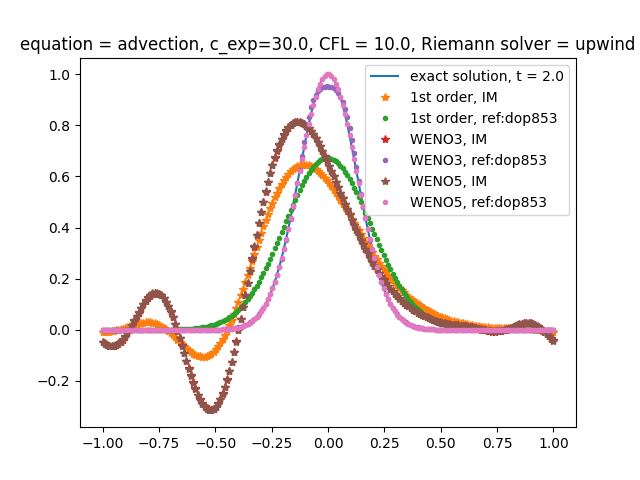 equation = advection, c_exp=30.0, CFL = 10.0, Riemann solver = upwind
1.0
0.8
0.6
0.4
0.2
0.0
−0.2
exact solution, t = 2.0
1st order, IM
1st order, ref:dop853
WENO3, IM
WENO3, ref:dop853
WENO5, IM
WENO5, ref:dop853
−1.00 −0.75 −0.50 −0.25 0.00 0.25 0.50 0.75 1.00